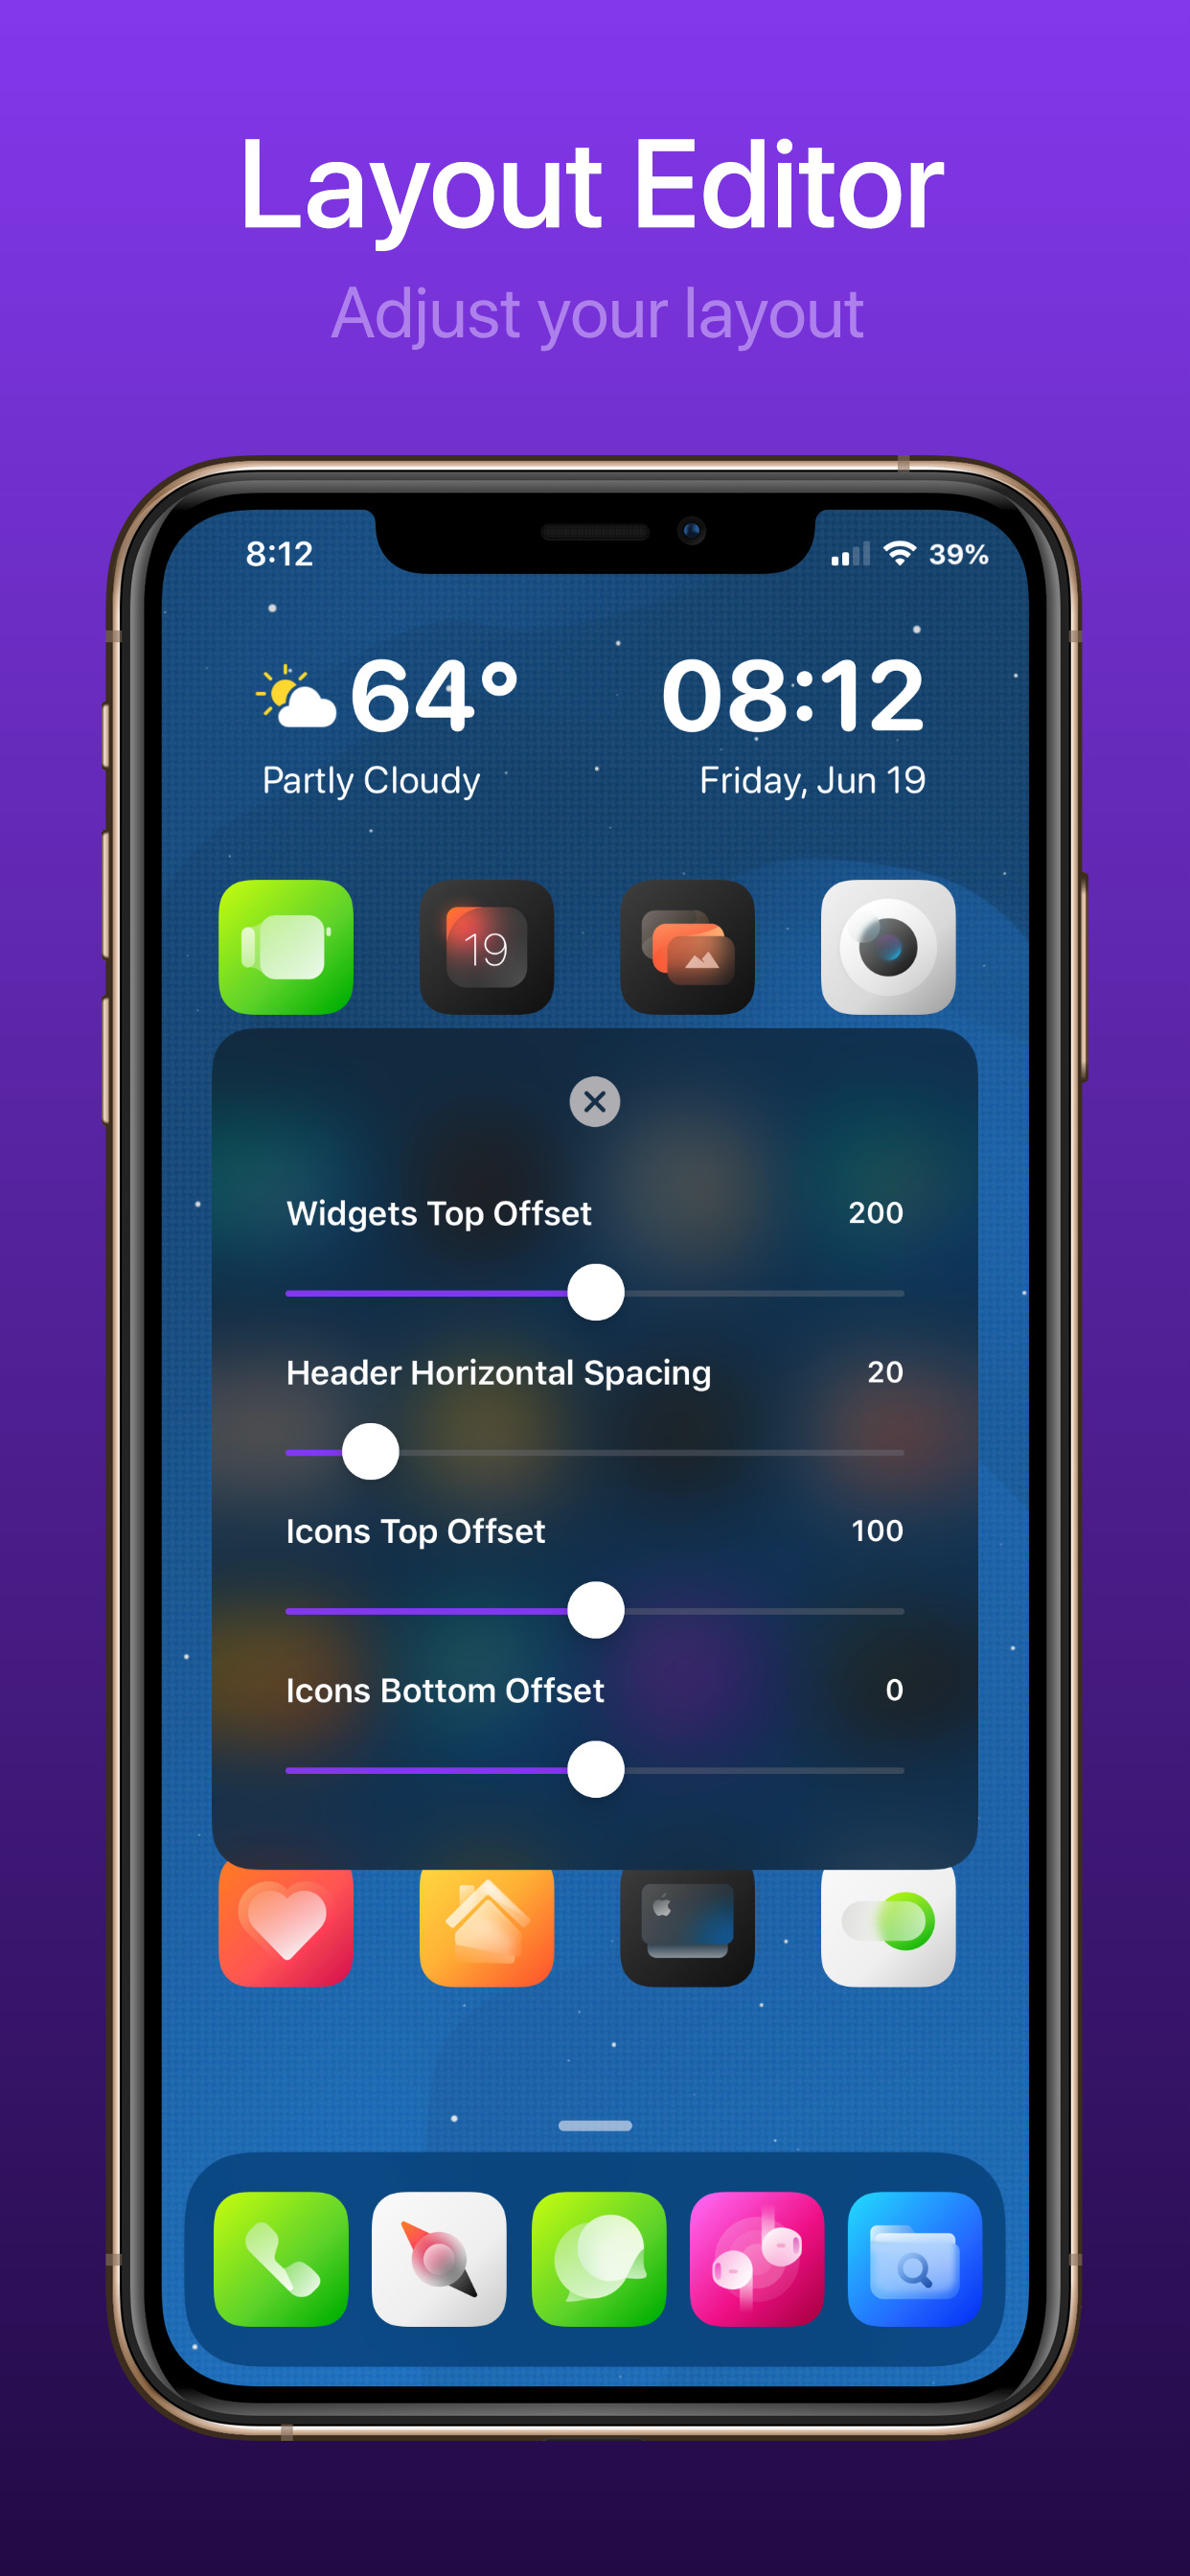 Layout Editor
Adjust your layout
8:12
39%
64°
08:12
Partly Cloudy
Friday, Jun 19
19
Widgets Top Offset
200
Header Horizontal Spacing
20
Icons Top Offset
100
Icons Bottom Offset
0